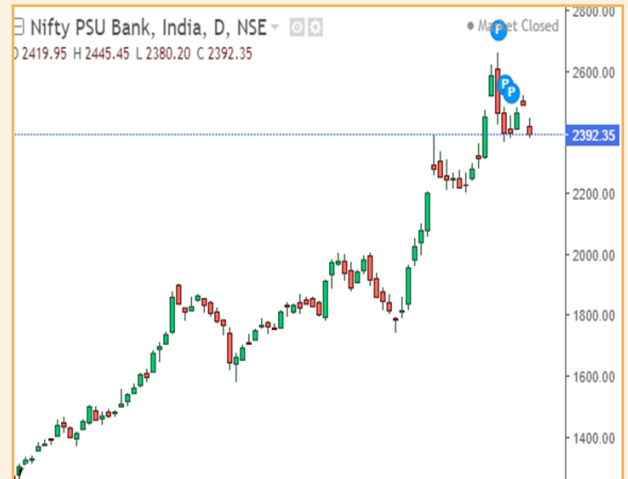 Nifty PSU Bank, India, D, NSE
Market Closed
O 2419.95 H 2445.45 L 2380.20 C 2392.35
2800.00
P
2600.00
P
P
2392.35
2200.00
2000.00
1800.00
1600.00
1400.00